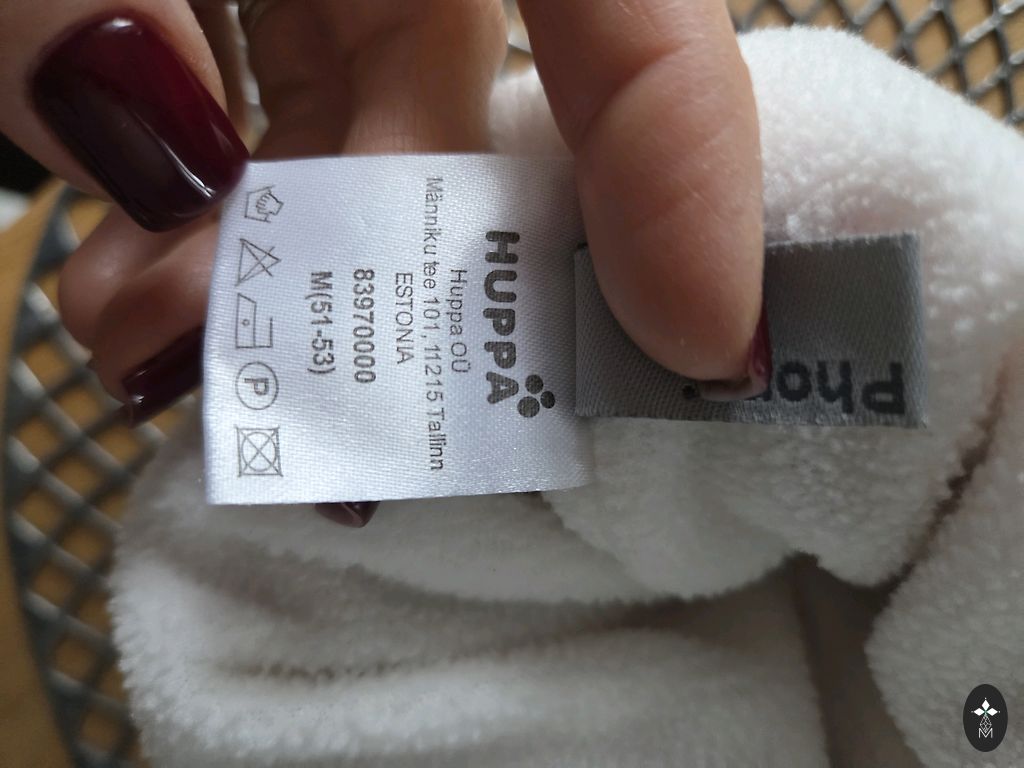 HUPPA
Huppa OÜ
Männiku tee 101, 11215 Tallinn
ESTONIA
83970000
M(51-53)
P
M